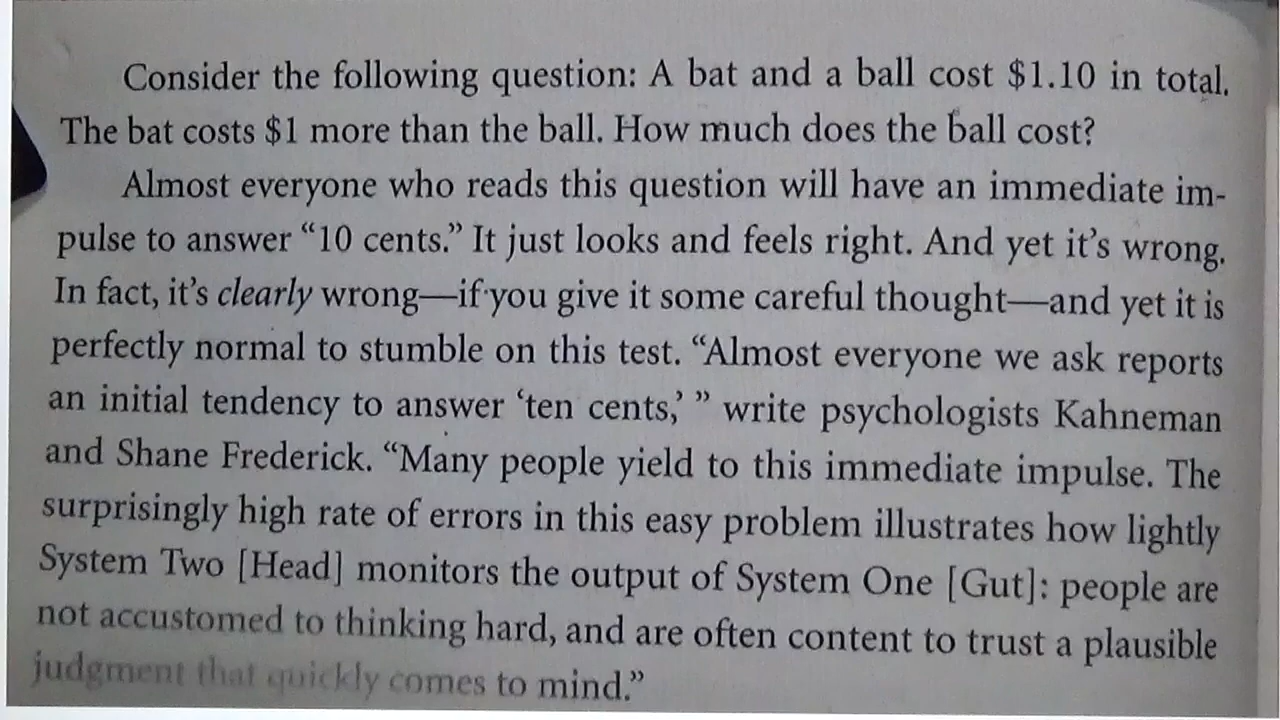 Consider the following question: A bat and a ball cost $1.10 in total.
The bat costs $1 more than the ball. How much does the ball cost?
Almost everyone who reads this question will have an immediate im-
pulse to answer “10 cents.” It just looks and feels right. And yet it’s wrong.
In fact, it’s clearly wrong—if you give it some careful thought—and yet it is
perfectly normal to stumble on this test. “Almost everyone we ask reports
an initial tendency to answer ‘ten cents,’ ” write psychologists Kahneman
and Shane Frederick. “Many people yield to this immediate impulse. The
surprisingly high rate of errors in this easy problem illustrates how lightly
System Two [Head] monitors the output of System One [Gut]: people are
not accustomed to thinking hard, and are often content to trust a plausible
judgment that quickly comes to mind.”